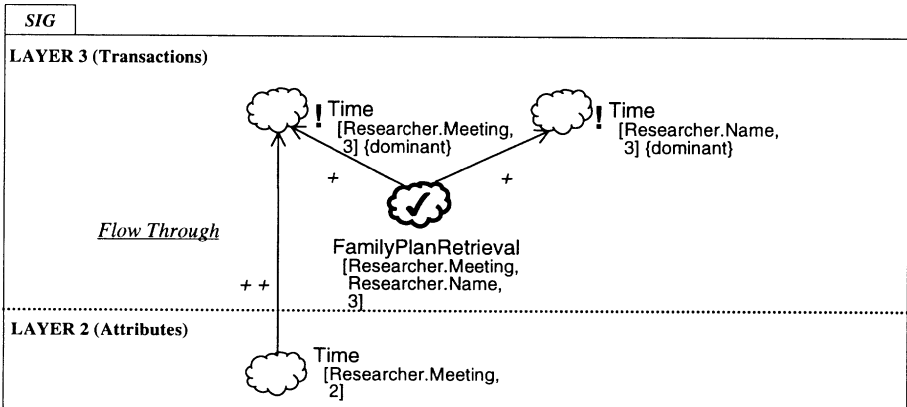 SIG
LAYER 3 (Transactions)
! Time
[Researcher.Meeting,
3] {dominant}
! Time
[Researcher.Name,
3] {dominant}
+
+
Flow Through
FamilyPlanRetrieval
[Researcher.Meeting,
Researcher.Name,
3]
+ +
LAYER 2 (Attributes)
Time
[Researcher.Meeting,
2]